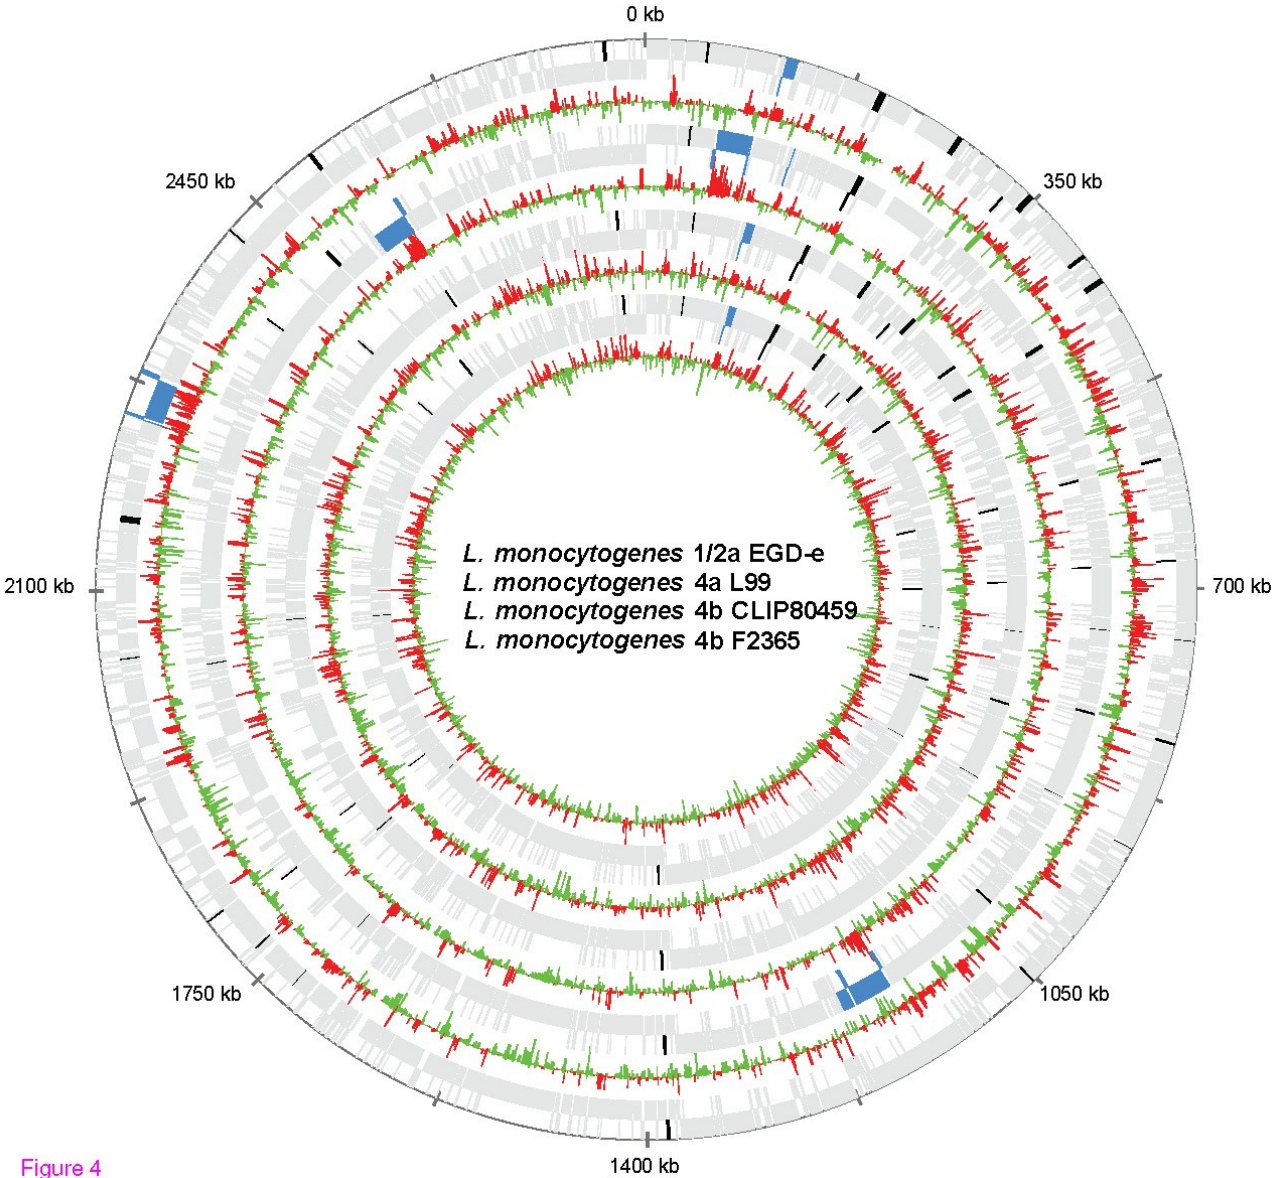 0 kb
2450 kb
350 kb
L. monocytogenes 1/2a EGD-e
L. monocytogenes 4a L99
L. monocytogenes 4b CLIP80459
L. monocytogenes 4b F2365
2100 kb
700 kb
1750 kb
1050 kb
1400 kb
Figure 4